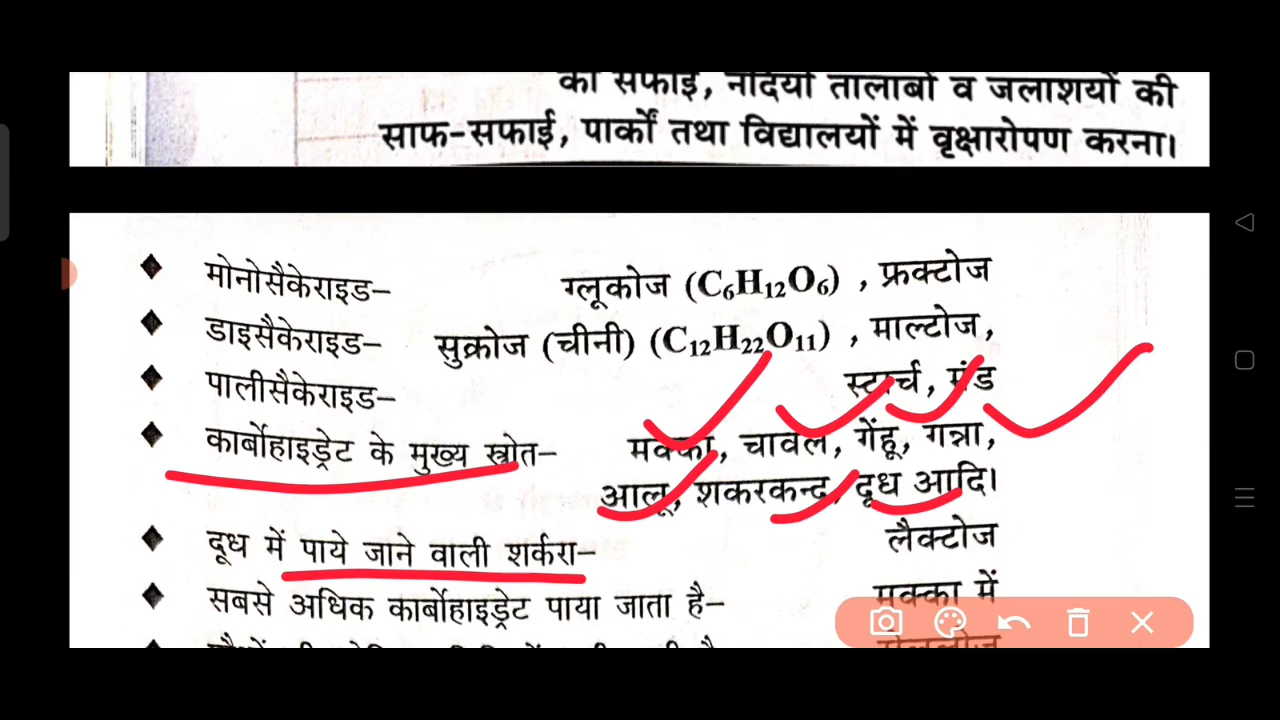 की सफाई, नदियों तालाबों व जलाशयों की
साफ-सफाई, पार्कों तथा विद्यालयों में वृक्षारोपण करना।
मोनोसैकेराइड– ग्लूकोज (C₆H₁₂O₆) , फ्रक्टोज
डाइसैकेराइड– सुक्रोज (चीनी) (C₁₂H₂₂O₁₁) , माल्टोज,
पालीसैकेराइड– स्टार्च, मंड
कार्बोहाइड्रेट के मुख्य स्त्रोत– मक्का, चावल, गेंहू, गन्ना,
आलू, शकरकन्द, दूध आदि।
दूध में पाये जाने वाली शर्करा– लैक्टोज
सबसे अधिक कार्बोहाइड्रेट पाया जाता है– मक्का में